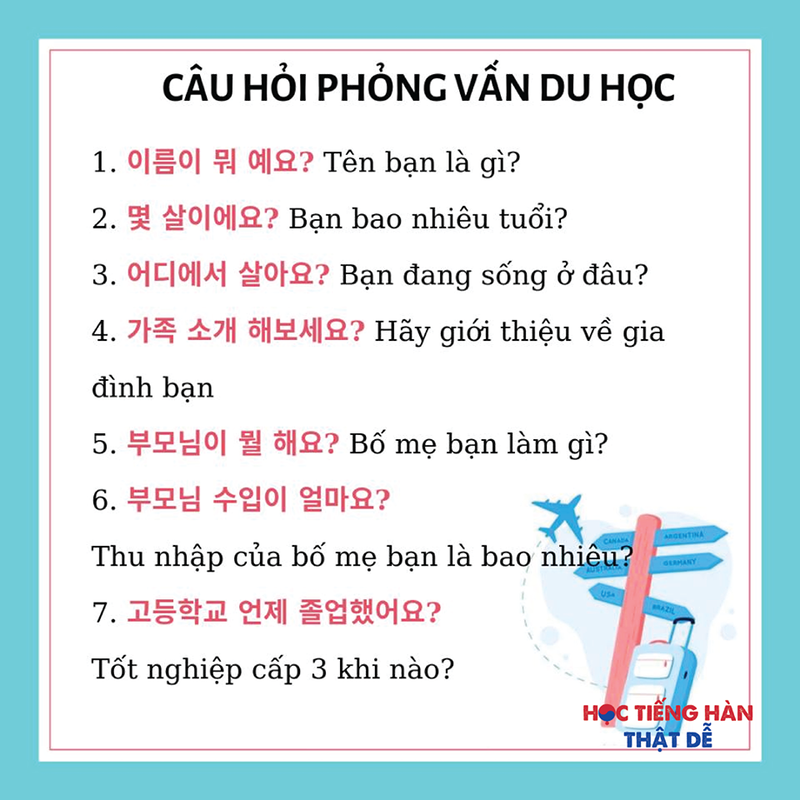 CÂU HỎI PHỎNG VẤN DU HỌC
1. 이름이 뭐 예요? Tên bạn là gì?
2. 몇 살이에요? Bạn bao nhiêu tuổi?
3. 어디에서 살아요? Bạn đang sống ở đâu?
4. 가족 소개 해보세요? Hãy giới thiệu về gia
đình bạn
5. 부모님이 뭘 해요? Bố mẹ bạn làm gì?
6. 부모님 수입이 얼마요?
CANADA
ARGENTINA
Thu nhập của bố mẹ bạn là bao nhiêu?
AUSTRALIA
GERMANY
USA
BRAZIL
7. 고등학교 언제 졸업했어요?
Tốt nghiệp cấp 3 khi nào?
HỌC TIẾNG HÀN
THẬT DỄ